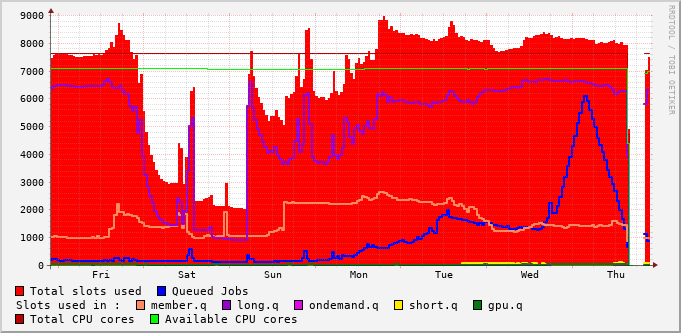 9000
8000
7000
6000
5000
4000
3000
2000
1000
0
Fri Sat Sun Mon Tue Wed Thu
RRDTOOL / TOBI OETIKER
Total slots used Queued Jobs
Slots used in : member.q long.q ondemand.q short.q gpu.q
Total CPU cores Available CPU cores